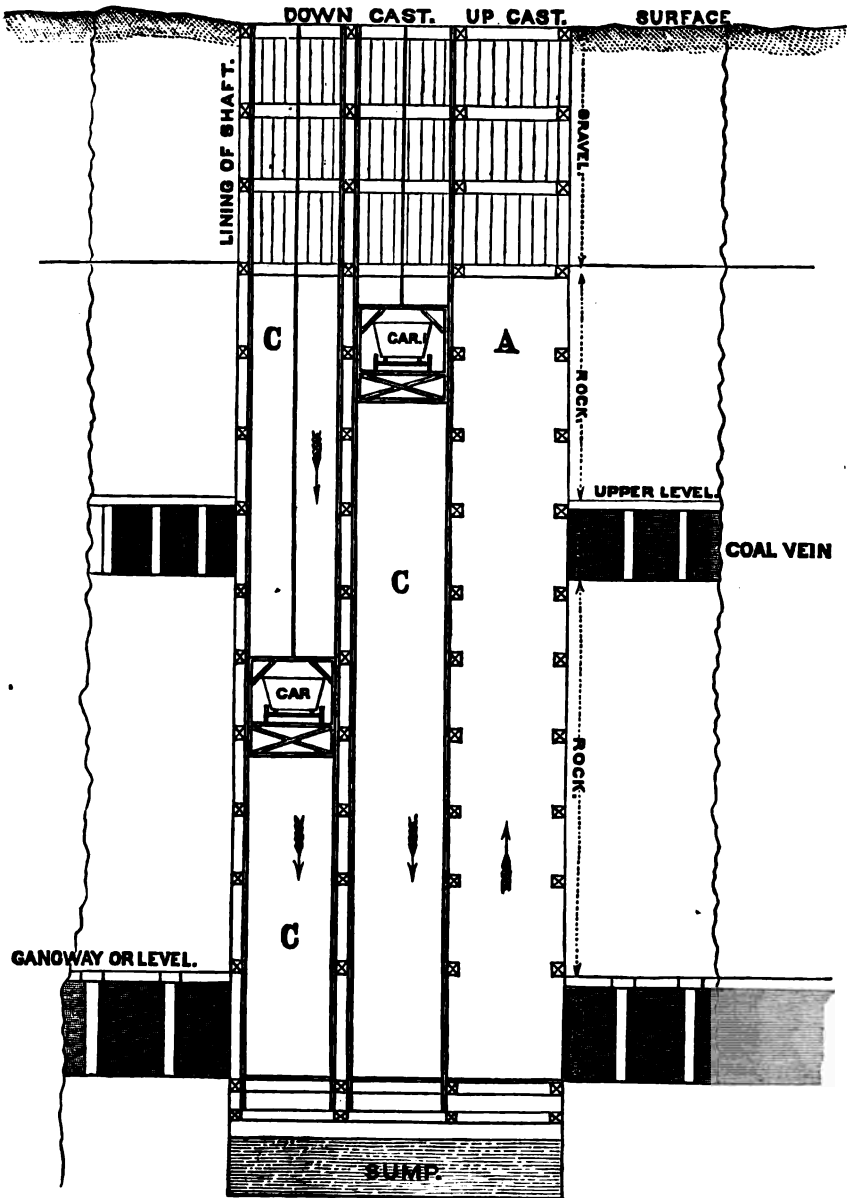 DOWN CAST. UP CAST. SURFACE.
LINING OF SHAFT.
GRAVEL.
C
CAR.
A
ROCK.
UPPER LEVEL.
COAL VEIN
C
CAR
ROCK.
C
GANGWAY OR LEVEL.
SUMP.